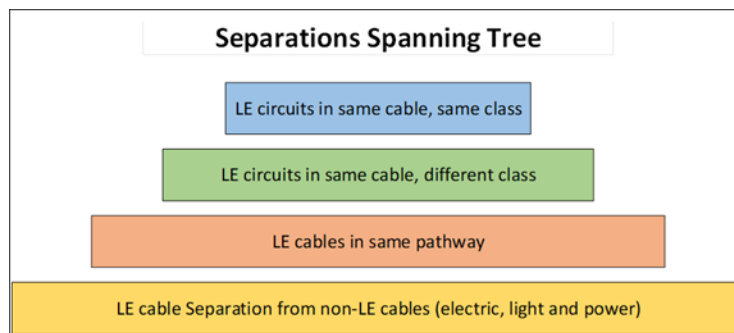 Separations Spanning Tree
LE circuits in same cable, same class
LE circuits in same cable, different class
LE cables in same pathway
LE cable Separation from non-LE cables (electric, light and power)